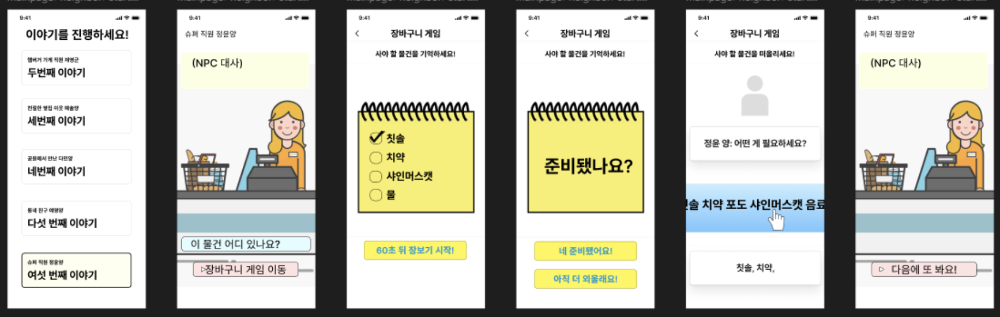 9:41
이야기를 진행하세요!
햄버거 가게 직원 재영군
두번째 이야기
친절한 옆집 이웃 예솔양
세번째 이야기
공원에서 만난 다민양
네번째 이야기
동네 친구 예영양
다섯 번째 이야기
슈퍼 직원 정윤양
여섯 번째 이야기
9:41
슈퍼 직원 정윤양
(NPC 대사)
이 물건 어디 있나요?
▷장바구니 게임 이동
9:41
장바구니 게임
사야 할 물건을 기억하세요!
칫솔
치약
샤인머스캣
물
60초 뒤 장보기 시작!
9:41
장바구니 게임
사야 할 물건을 기억하세요!
준비됐나요?
네 준비됐어요!
아직 더 외울래요!
9:41
장바구니 게임
사야 할 물건을 떠올리세요!
정윤 양: 어떤 게 필요하세요?
칫솔 치약 포도 샤인머스캣 음료
칫솔, 치약,
9:41
슈퍼 직원 정윤양
(NPC 대사)
▷ 다음에 또 봐요!